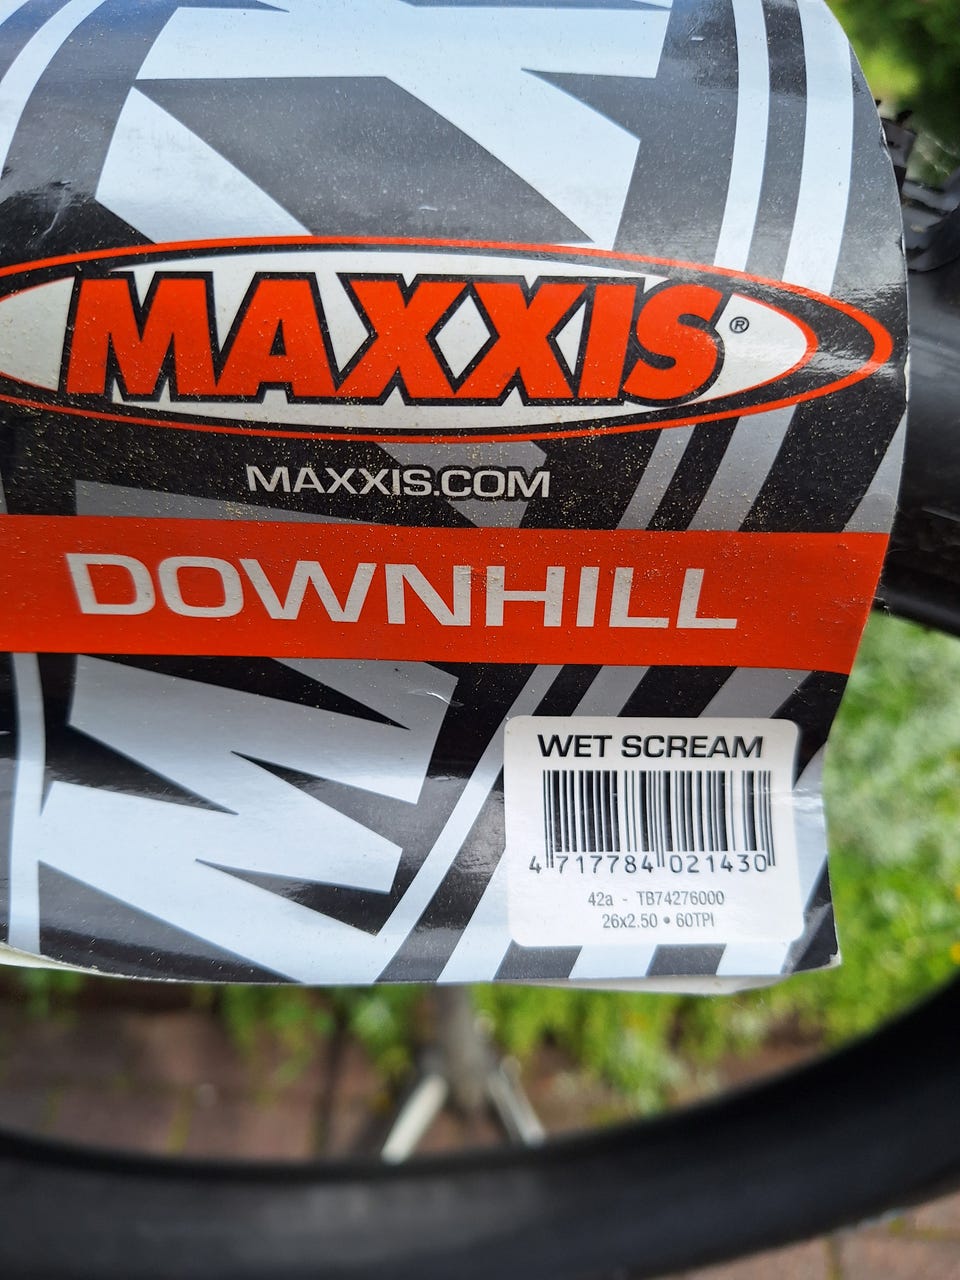 MAXXIS®
MAXXIS.COM
DOWNHILL
WET SCREAM
4 717784 021430
42a - TB74276000
26x2.50 • 60TPI